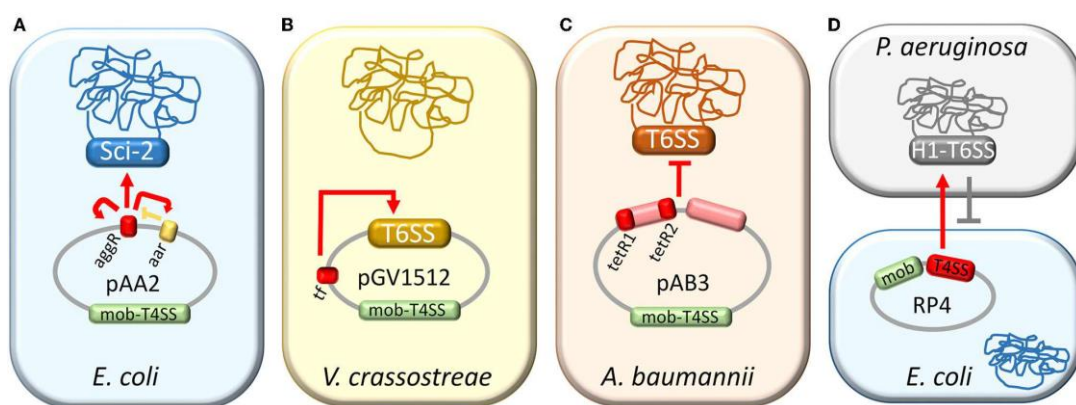 A
Sci-2
aggR
aar
pAA2
mob-T4SS
E. coli
B
T6SS
tf
pGV1512
mob-T4SS
V. crassostreae
C
T6SS
tetR1
tetR2
pAB3
mob-T4SS
A. baumannii
D
P. aeruginosa
H1-T6SS
mob
T4SS
RP4
E. coli